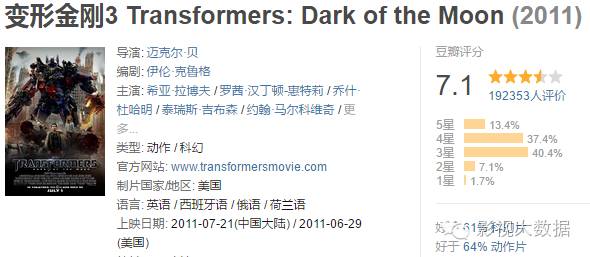 变形金刚3 Transformers: Dark of the Moon (2011)
导演: 迈克尔·贝
编剧: 伊伦·克鲁格
主演: 希亚·拉博夫 / 罗茜·汉丁顿-惠特莉 / 乔什·
杜哈明 / 泰瑞斯·吉布森 / 约翰·马尔科维奇 / 更
多...
类型: 动作 / 科幻
官方网站: www.transformersmovie.com
制片国家/地区: 美国
语言: 英语 / 西班牙语 / 俄语 / 荷兰语
上映日期: 2011-07-21(中国大陆) / 2011-06-29
(美国)
豆瓣评分
7.1
192353人评价
5星 13.4%
4星 37.4%
3星 40.4%
2星 7.1%
1星 1.7%
好于 61% 科幻片
好于 64% 动作片
影视大数据
TRANSFORMERS
JULY 1